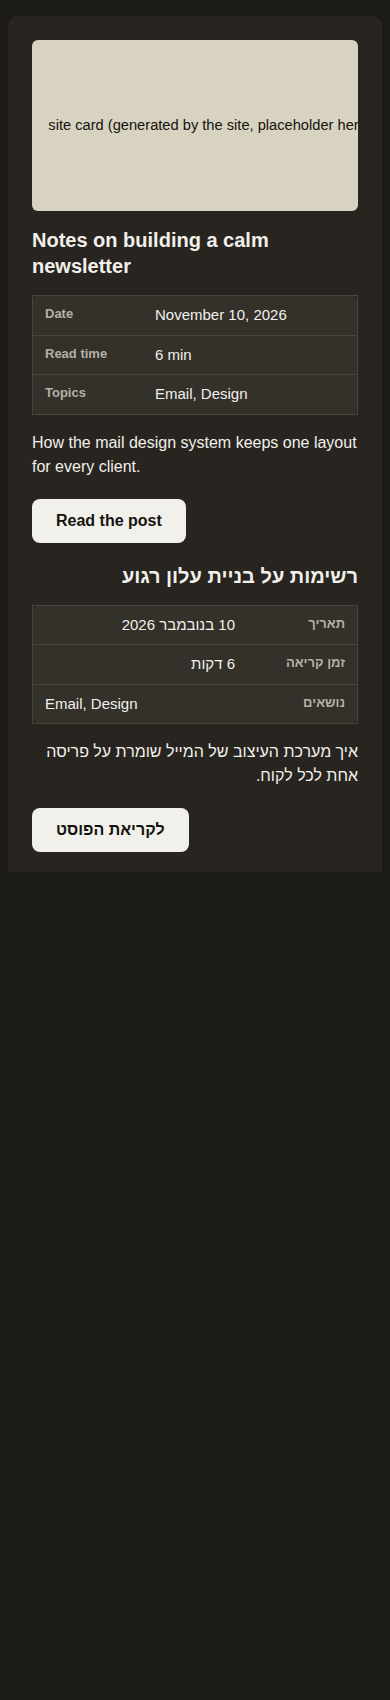 site card (generated by the site, placeholder her
Notes on building a calm
newsletter
Date November 10, 2026
Read time 6 min
Topics Email, Design
How the mail design system keeps one layout
for every client.
Read the post
רשימות על בניית עלון רגוע
תאריך 10 בנובמבר 2026
זמן קריאה 6 דקות
נושאים Email, Design
איך מערכת העיצוב של המייל שומרת על פריסה
אחת לכל לקוח.
לקריאת הפוסט